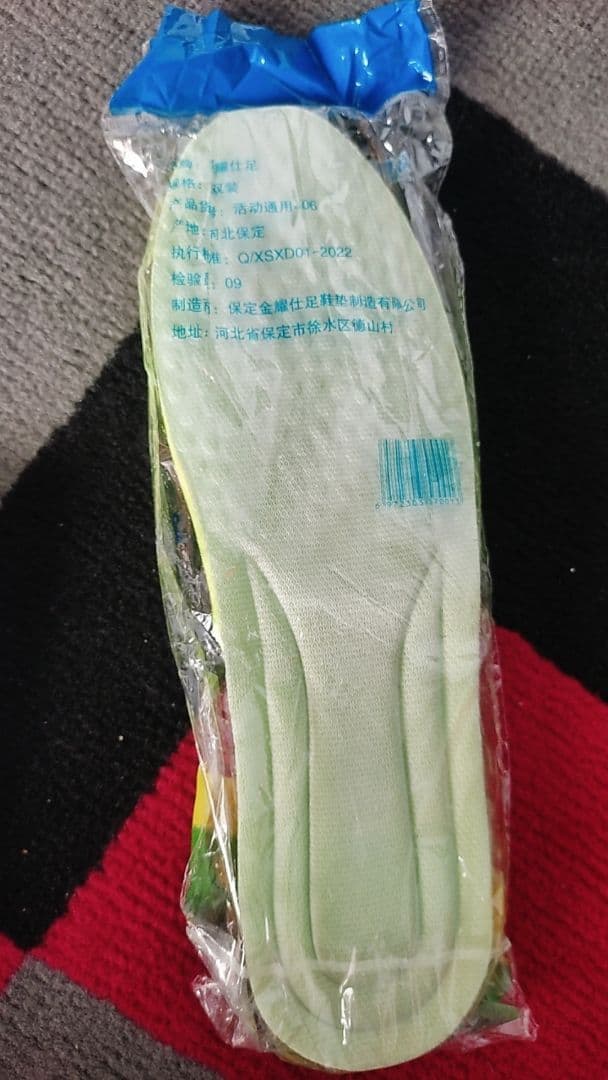 耀仕足
规格：双装
产品货号：活动通用-06
产地：河北保定
执行标准：Q/XSXD01-2022
检验员：09
制造商：保定金耀仕足鞋垫制造有限公司
地址：河北省保定市徐水区德山村